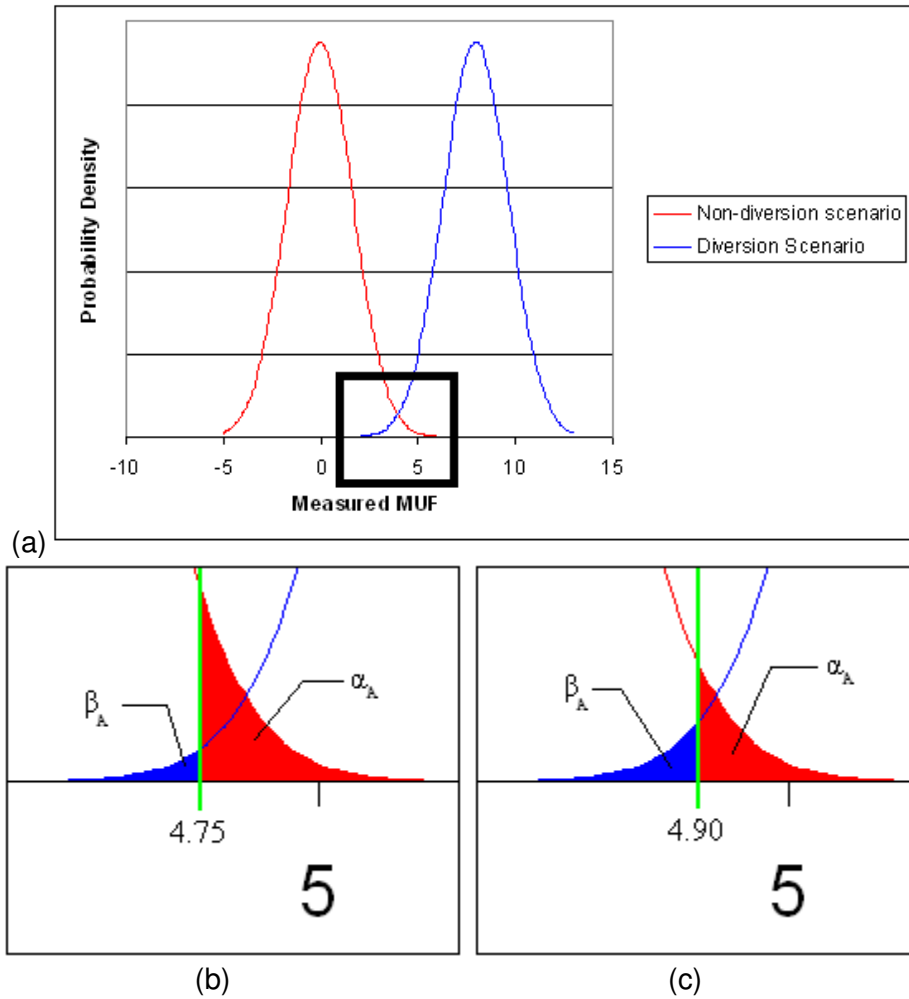 Probability Density
-10 -5 0 5 10 15
Measured MUF
Non-diversion scenario
Diversion Scenario
(a)
β_A
α_A
4.75
5
(b)
β_A
α_A
4.90
5
(c)